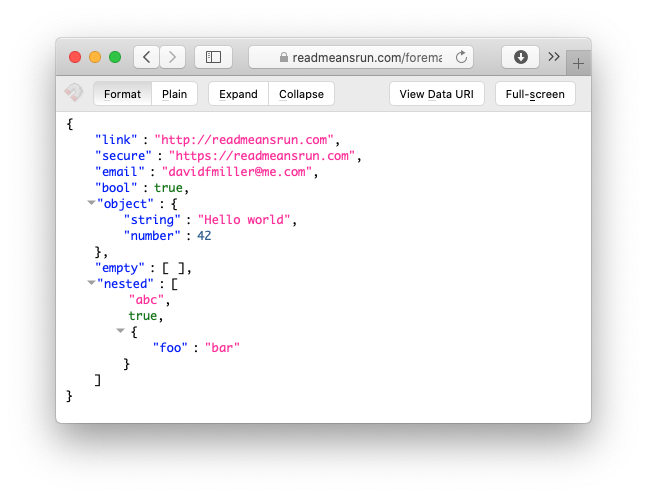 readmeansrun.com/forema
Format Plain Expand Collapse View Data URI Full-screen
{
"link" : "http://readmeansrun.com",
"secure" : "https://readmeansrun.com",
"email" : "davidfmiller@me.com",
"bool" : true,
"object" : {
"string" : "Hello world",
"number" : 42
},
"empty" : [ ],
"nested" : [
"abc",
true,
{
"foo" : "bar"
}
]
}